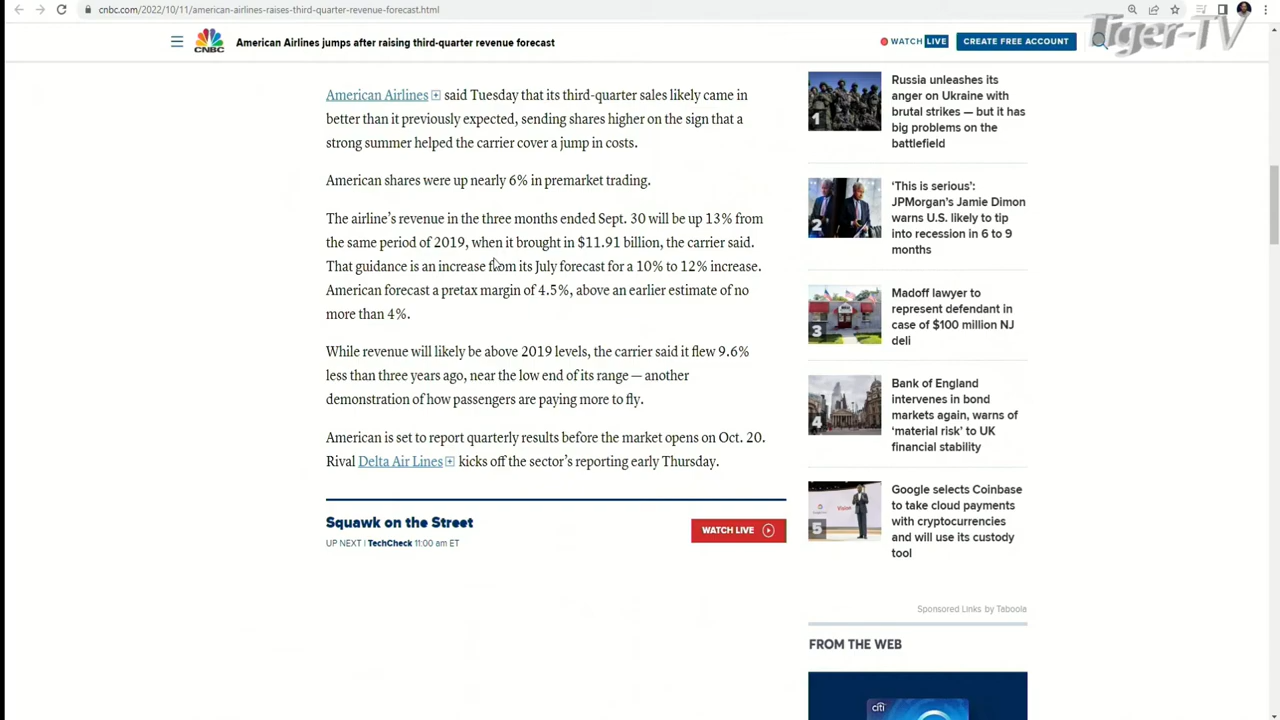 cnbc.com/2022/10/11/american-airlines-raises-third-quarter-revenue-forecast.html
Tiger-TV
CNBC
American Airlines jumps after raising third-quarter revenue forecast
WATCH LIVE
CREATE FREE ACCOUNT
American Airlines said Tuesday that its third-quarter sales likely came in
better than it previously expected, sending shares higher on the sign that a
strong summer helped the carrier cover a jump in costs.
American shares were up nearly 6% in premarket trading.
The airline’s revenue in the three months ended Sept. 30 will be up 13% from
the same period of 2019, when it brought in $11.91 billion, the carrier said.
That guidance is an increase from its July forecast for a 10% to 12% increase.
American forecast a pretax margin of 4.5%, above an earlier estimate of no
more than 4%.
While revenue will likely be above 2019 levels, the carrier said it flew 9.6%
less than three years ago, near the low end of its range — another
demonstration of how passengers are paying more to fly.
American is set to report quarterly results before the market opens on Oct. 20.
Rival Delta Air Lines kicks off the sector’s reporting early Thursday.
Squawk on the Street
UP NEXT | TechCheck 11:00 am ET
WATCH LIVE
1
Russia unleashes its
anger on Ukraine with
brutal strikes — but it has
big problems on the
battlefield
2
‘This is serious’:
JPMorgan’s Jamie Dimon
warns U.S. likely to tip
into recession in 6 to 9
months
3
Madoff lawyer to
represent defendant in
case of $100 million NJ
deli
4
Bank of England
intervenes in bond
markets again, warns of
‘material risk’ to UK
financial stability
5
Google selects Coinbase
to take cloud payments
with cryptocurrencies
and will use its custody
tool
Sponsored Links by Taboola
FROM THE WEB
citi